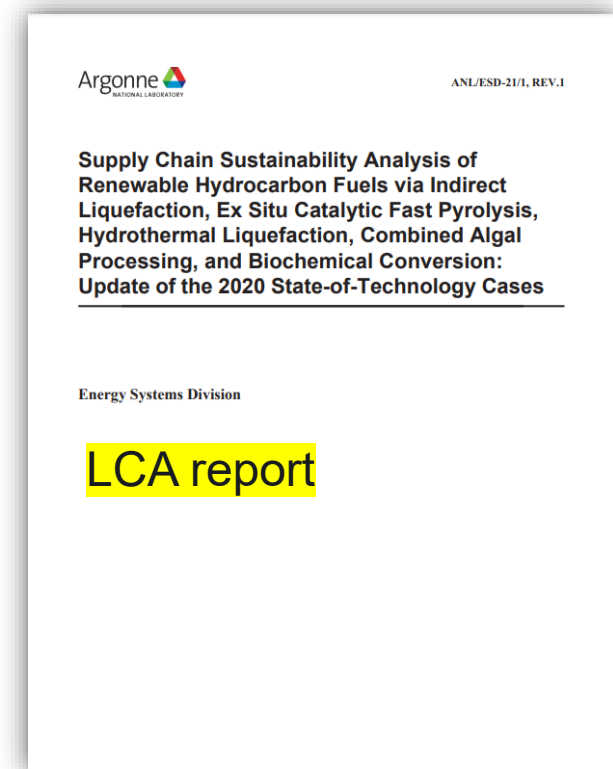 Argonne
NATIONAL LABORATORY
ANL/ESD-21/1, REV.1
Supply Chain Sustainability Analysis of
Renewable Hydrocarbon Fuels via Indirect
Liquefaction, Ex Situ Catalytic Fast Pyrolysis,
Hydrothermal Liquefaction, Combined Algal
Processing, and Biochemical Conversion:
Update of the 2020 State-of-Technology Cases
Energy Systems Division
LCA report